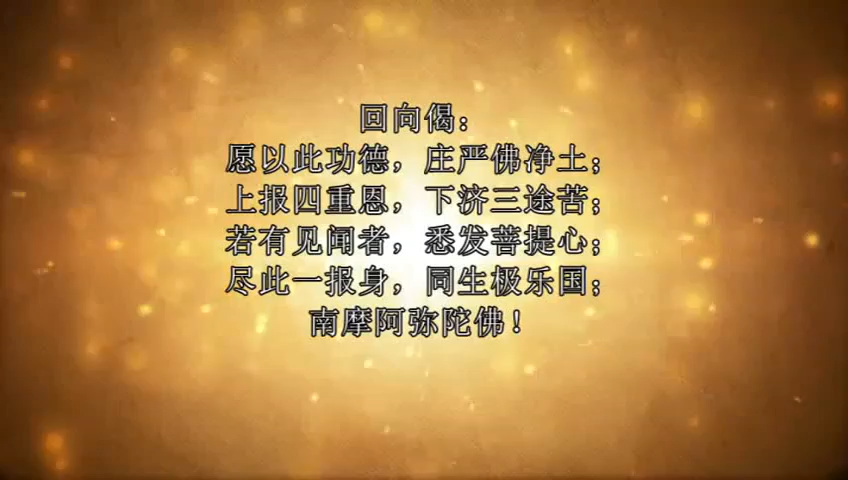 回向偈：
愿以此功德，庄严佛净土；
上报四重恩，下济三途苦；
若有见闻者，悉发菩提心；
尽此一报身，同生极乐国；
南摩阿弥陀佛！